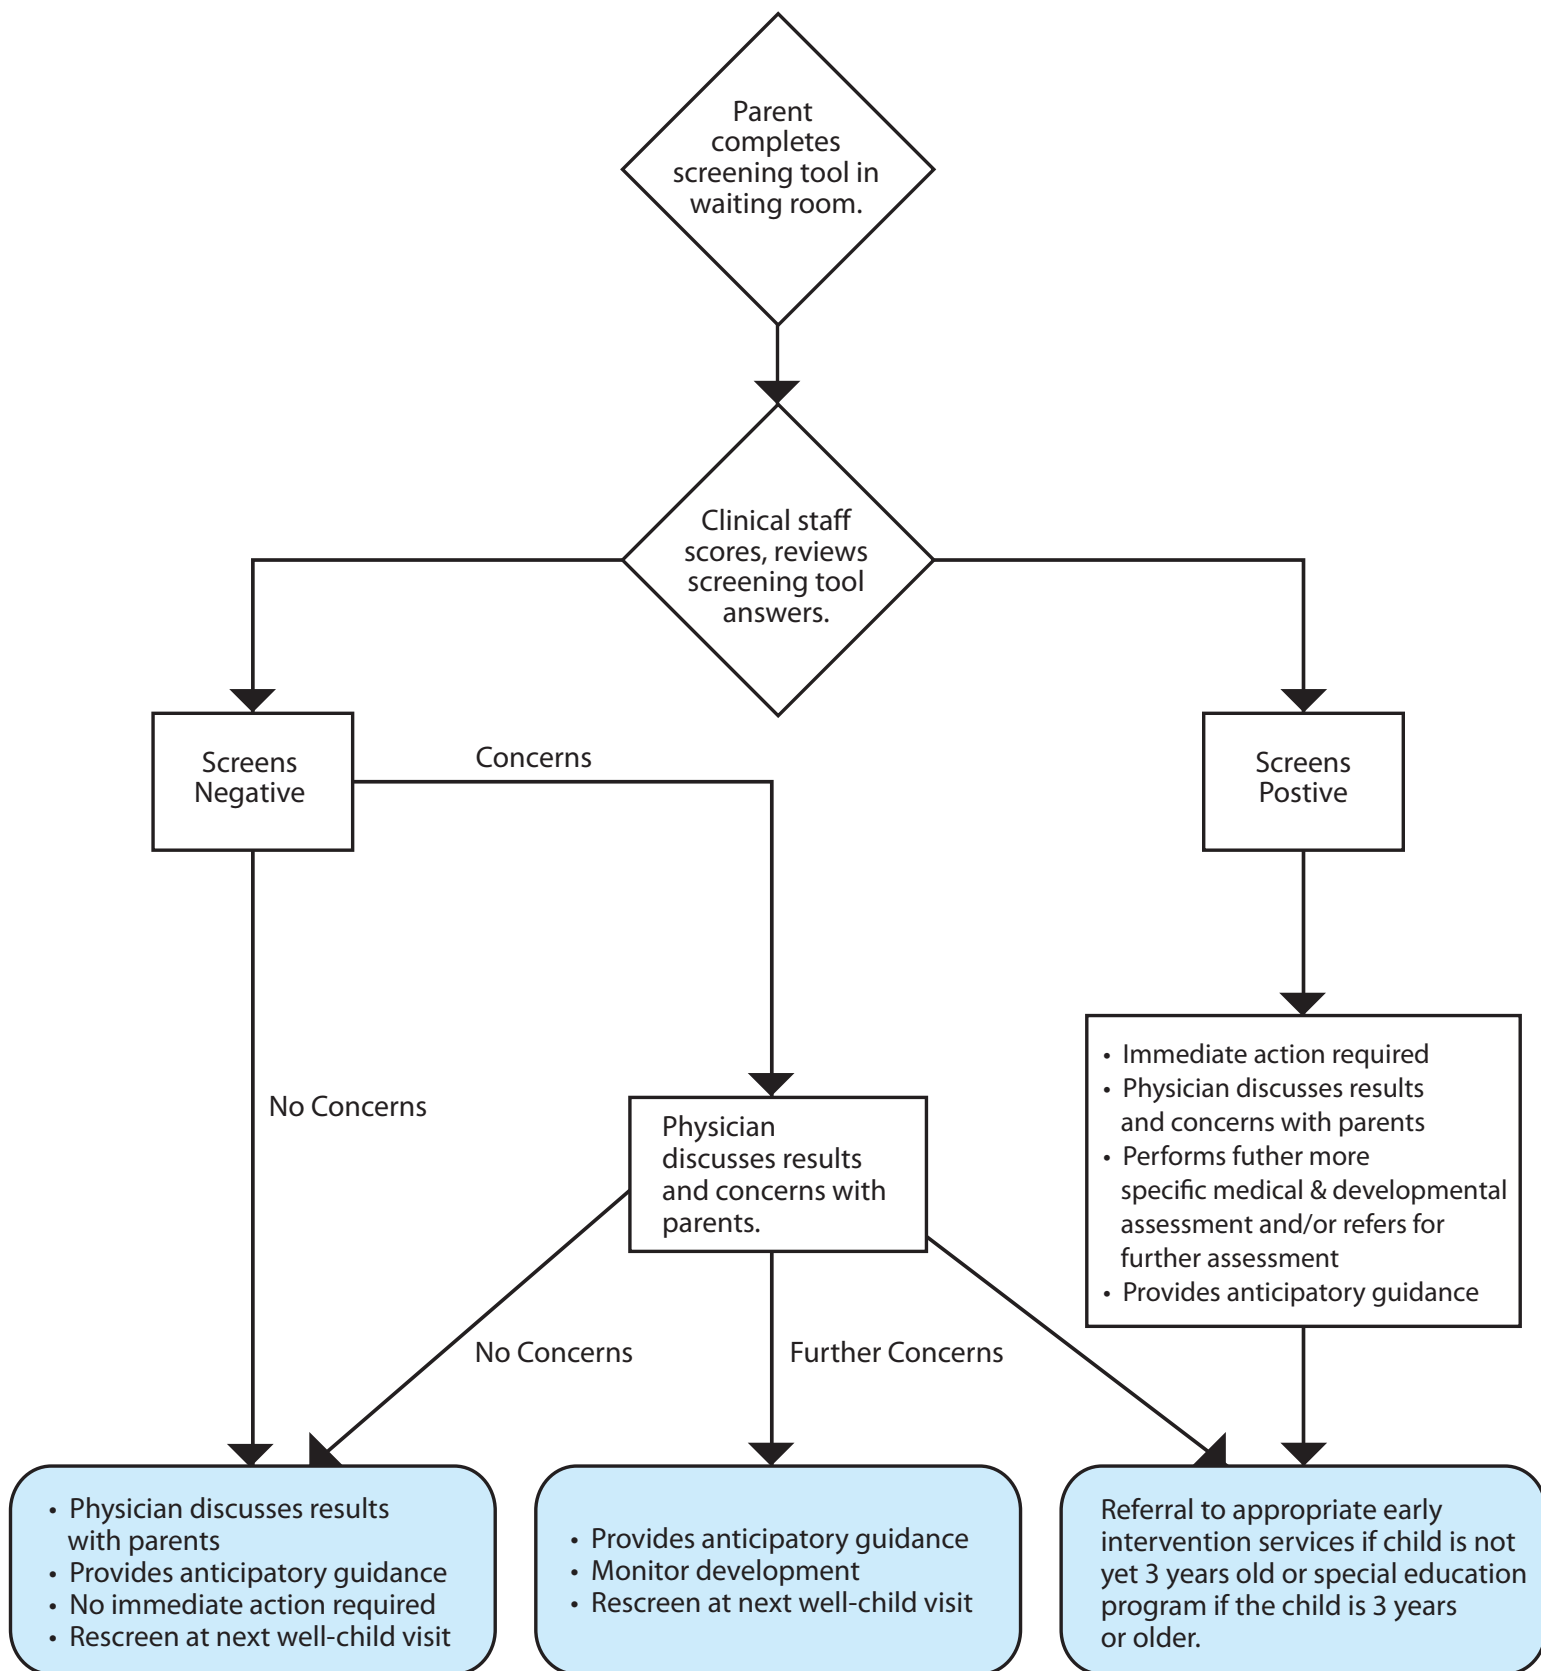 Parent
completes
screening tool in
waiting room.
Clinical staff
scores, reviews
screening tool
answers.
Screens
Negative
Concerns
Screens
Postive
No Concerns
Physician
discusses results
and concerns with
parents.
• Immediate action required
• Physician discusses results
and concerns with parents
• Performs futher more
specific medical & developmental
assessment and/or refers for
further assessment
• Provides anticipatory guidance
No Concerns
Further Concerns
• Physician discusses results
with parents
• Provides anticipatory guidance
• No immediate action required
• Rescreen at next well-child visit
• Provides anticipatory guidance
• Monitor development
• Rescreen at next well-child visit
Referral to appropriate early
intervention services if child is not
yet 3 years old or special education
program if the child is 3 years
or older.